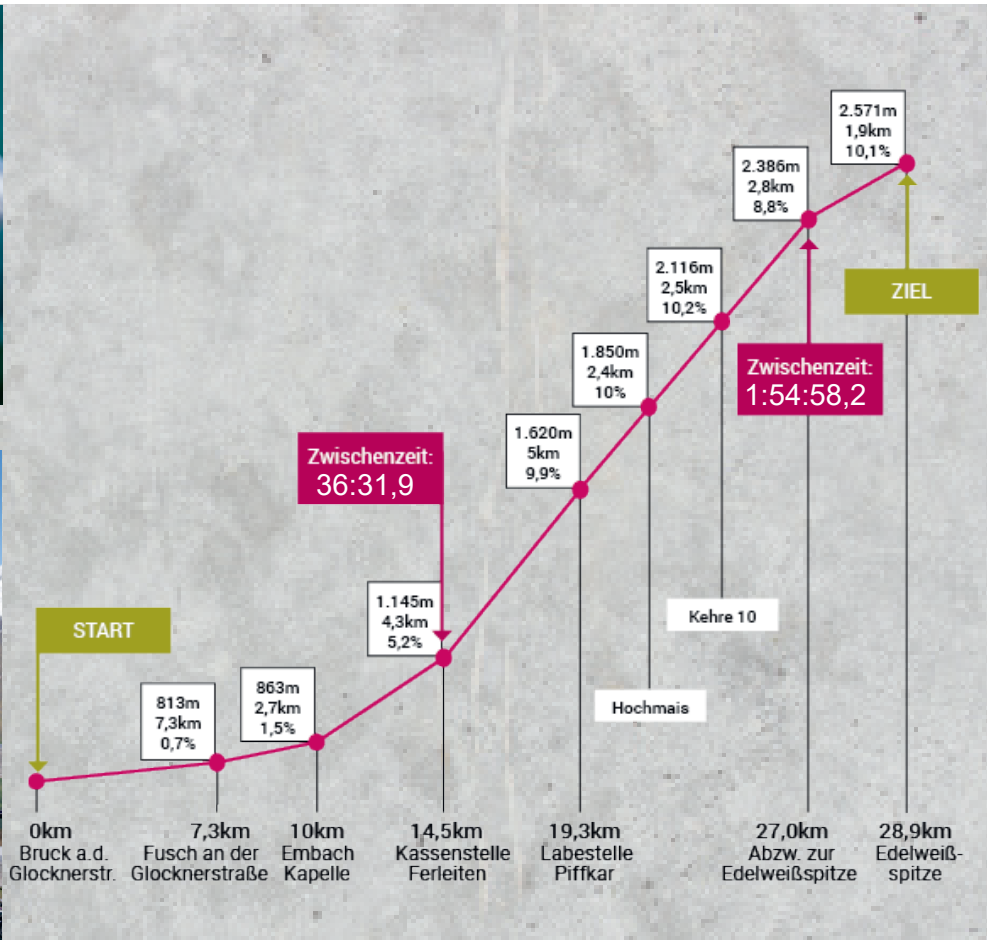 2.571m
1,9km
10,1%
2.386m
2,8km
8,8%
2.116m
2,5km
10,2%
ZIEL
1.850m
2,4km
10%
Zwischenzeit:
1:54:58,2
1.620m
5km
9,9%
Zwischenzeit:
36:31,9
1.145m
4,3km
5,2%
Kehre 10
START
863m
2,7km
1,5%
813m
7,3km
0,7%
Hochmais
0km
Bruck a.d.
Glocknerstr.
7,3km
Fusch an der
Glocknerstraße
10km
Embach
Kapelle
14,5km
Kassenstelle
Ferleiten
19,3km
Labestelle
Piffkar
27,0km
Abzw. zur
Edelweißspitze
28,9km
Edelweiß-
spitze